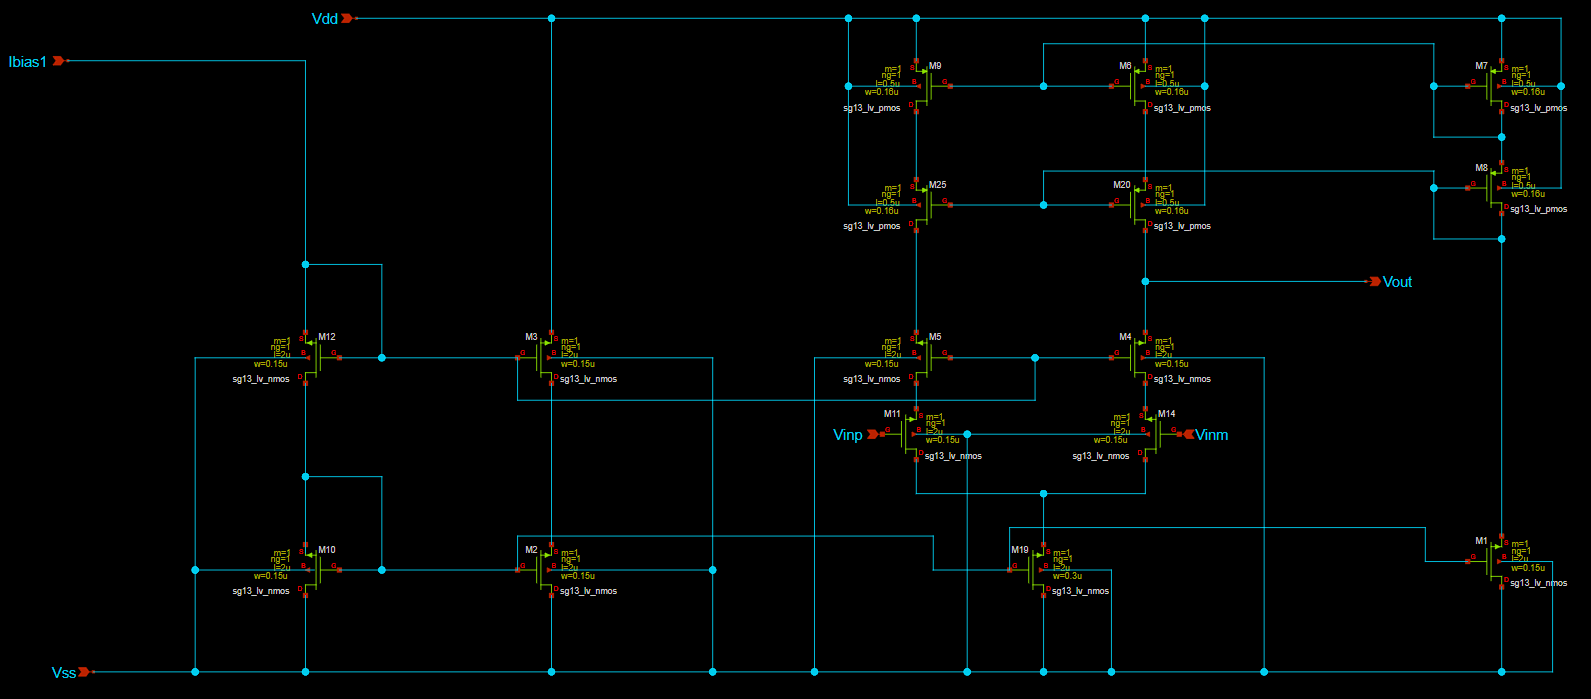 Vdd
Ibias1
M9
m=1
ng=1
l=0.5u
w=0.16u
S
B
G
D
sg13_lv_pmos
M6
m=1
ng=1
l=0.5u
w=0.16u
S
B
G
D
sg13_lv_pmos
M7
m=1
ng=1
l=0.5u
w=0.16u
S
B
G
D
sg13_lv_pmos
M25
m=1
ng=1
l=0.5u
w=0.16u
S
B
G
D
sg13_lv_pmos
M20
m=1
ng=1
l=0.5u
w=0.16u
S
B
G
D
sg13_lv_pmos
M8
m=1
ng=1
l=0.5u
w=0.16u
S
B
G
D
sg13_lv_pmos
Vout
M12
m=1
ng=1
l=2u
w=0.15u
S
B
G
D
sg13_lv_nmos
M3
m=1
ng=1
l=2u
w=0.15u
S
B
G
D
sg13_lv_nmos
M5
m=1
ng=1
l=2u
w=0.15u
S
B
G
D
sg13_lv_nmos
M4
m=1
ng=1
l=2u
w=0.15u
S
B
G
D
sg13_lv_nmos
Vinp
M11
m=1
ng=1
l=2u
w=0.15u
S
B
G
D
sg13_lv_nmos
M14
m=1
ng=1
l=2u
w=0.15u
S
B
G
D
sg13_lv_nmos
Vinm
M10
m=1
ng=1
l=2u
w=0.15u
S
B
G
D
sg13_lv_nmos
M2
m=1
ng=1
l=2u
w=0.15u
S
B
G
D
sg13_lv_nmos
M19
m=1
ng=1
l=2u
w=0.3u
S
B
G
D
sg13_lv_nmos
M1
m=1
ng=1
l=2u
w=0.15u
S
B
G
D
sg13_lv_nmos
Vss